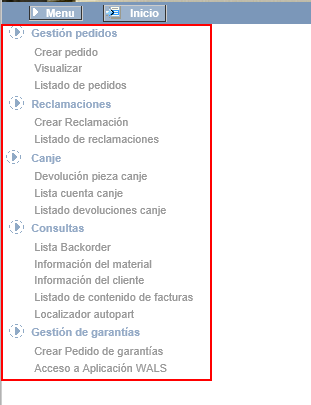 Menu Inicio
Gestión pedidos
Crear pedido
Visualizar
Listado de pedidos
Reclamaciones
Crear Reclamación
Listado de reclamaciones
Canje
Devolución pieza canje
Lista cuenta canje
Listado devoluciones canje
Consultas
Lista Backorder
Información del material
Información del cliente
Listado de contenido de facturas
Localizador autopart
Gestión de garantías
Crear Pedido de garantías
Acceso a Aplicación WALS